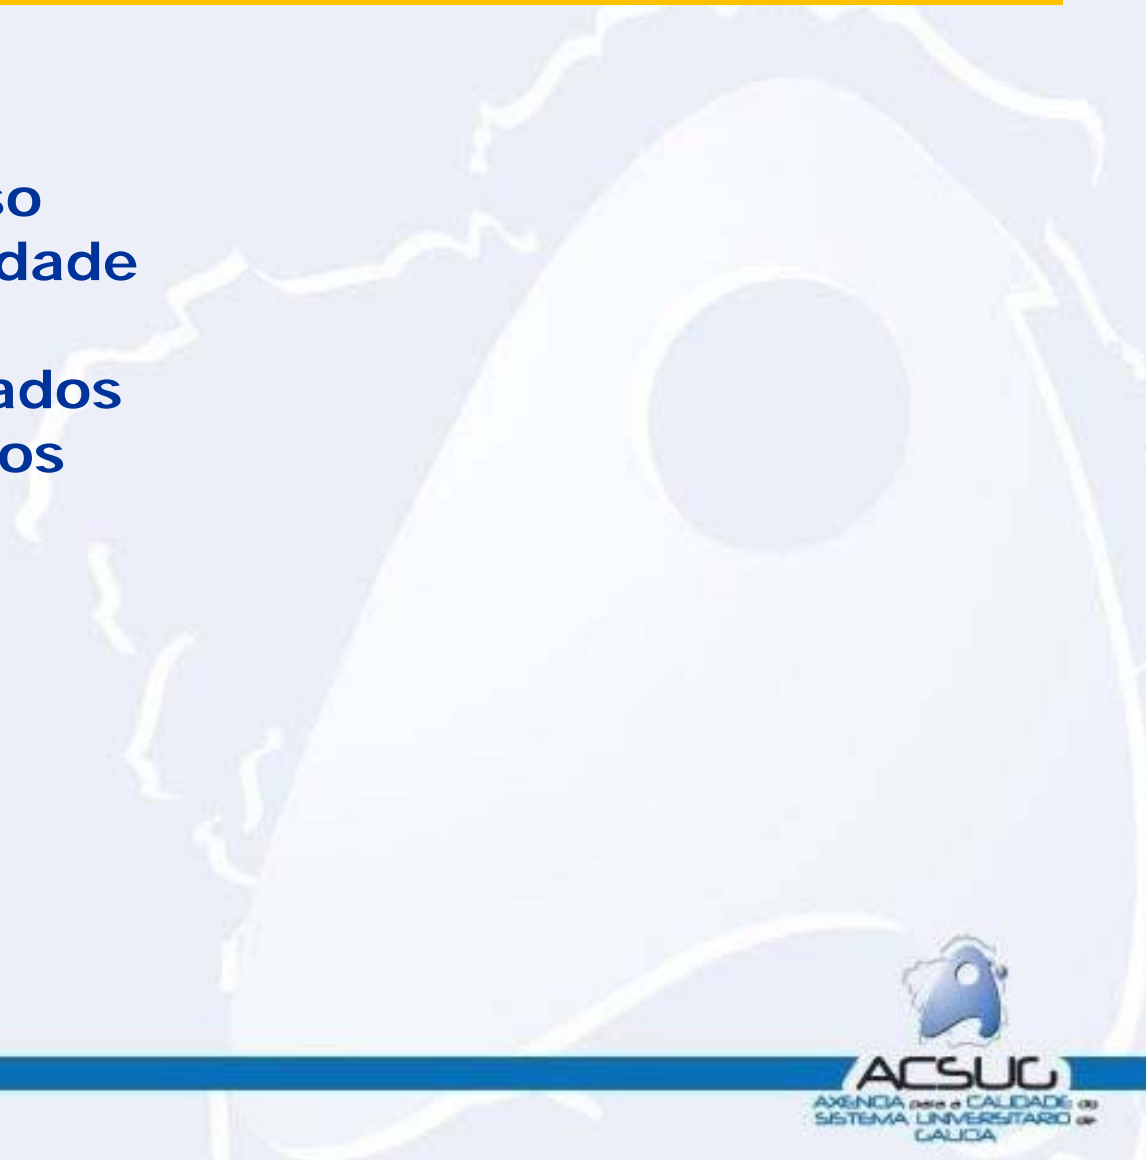 so
dade
ados
os
ACSUG
AXENCIA para a CALIDADE do
SISTEMA UNIVERSITARIO de
GALICIA